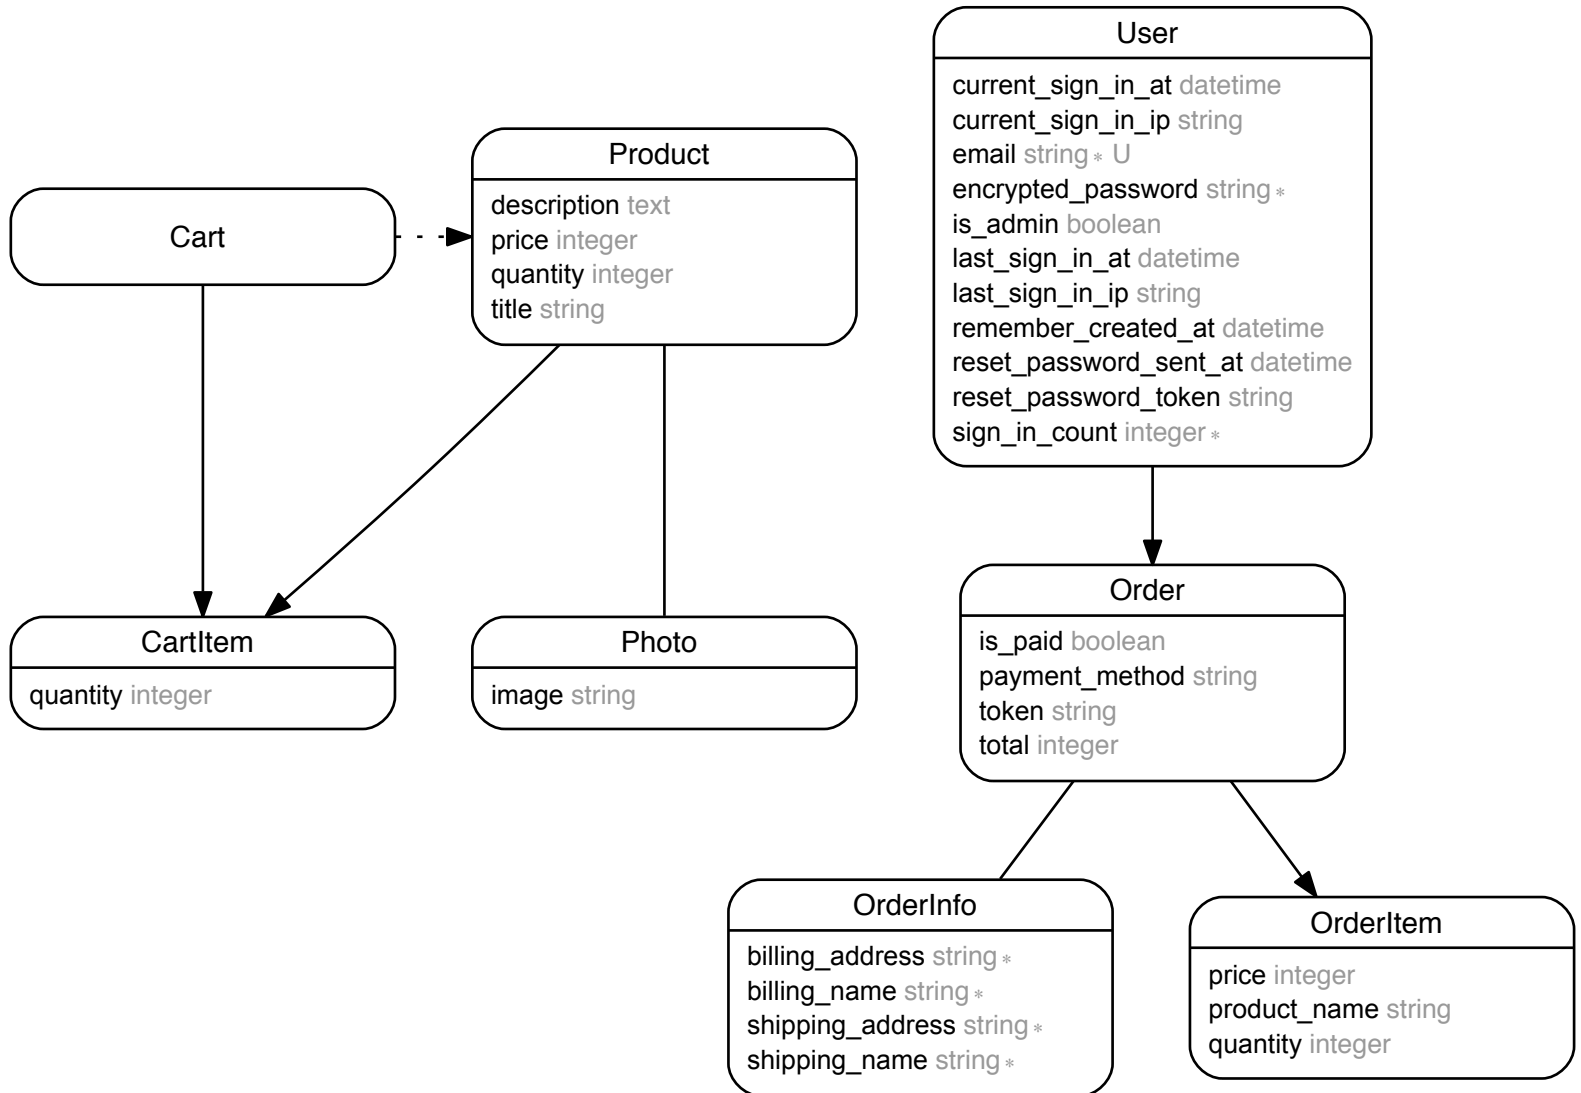 Cart
Product
description text
price integer
quantity integer
title string
User
current_sign_in_at datetime
current_sign_in_ip string
email string∗ U
encrypted_password string∗
is_admin boolean
last_sign_in_at datetime
last_sign_in_ip string
remember_created_at datetime
reset_password_sent_at datetime
reset_password_token string
sign_in_count integer∗
CartItem
quantity integer
Photo
image string
Order
is_paid boolean
payment_method string
token string
total integer
OrderInfo
billing_address string∗
billing_name string∗
shipping_address string∗
shipping_name string∗
OrderItem
price integer
product_name string
quantity integer